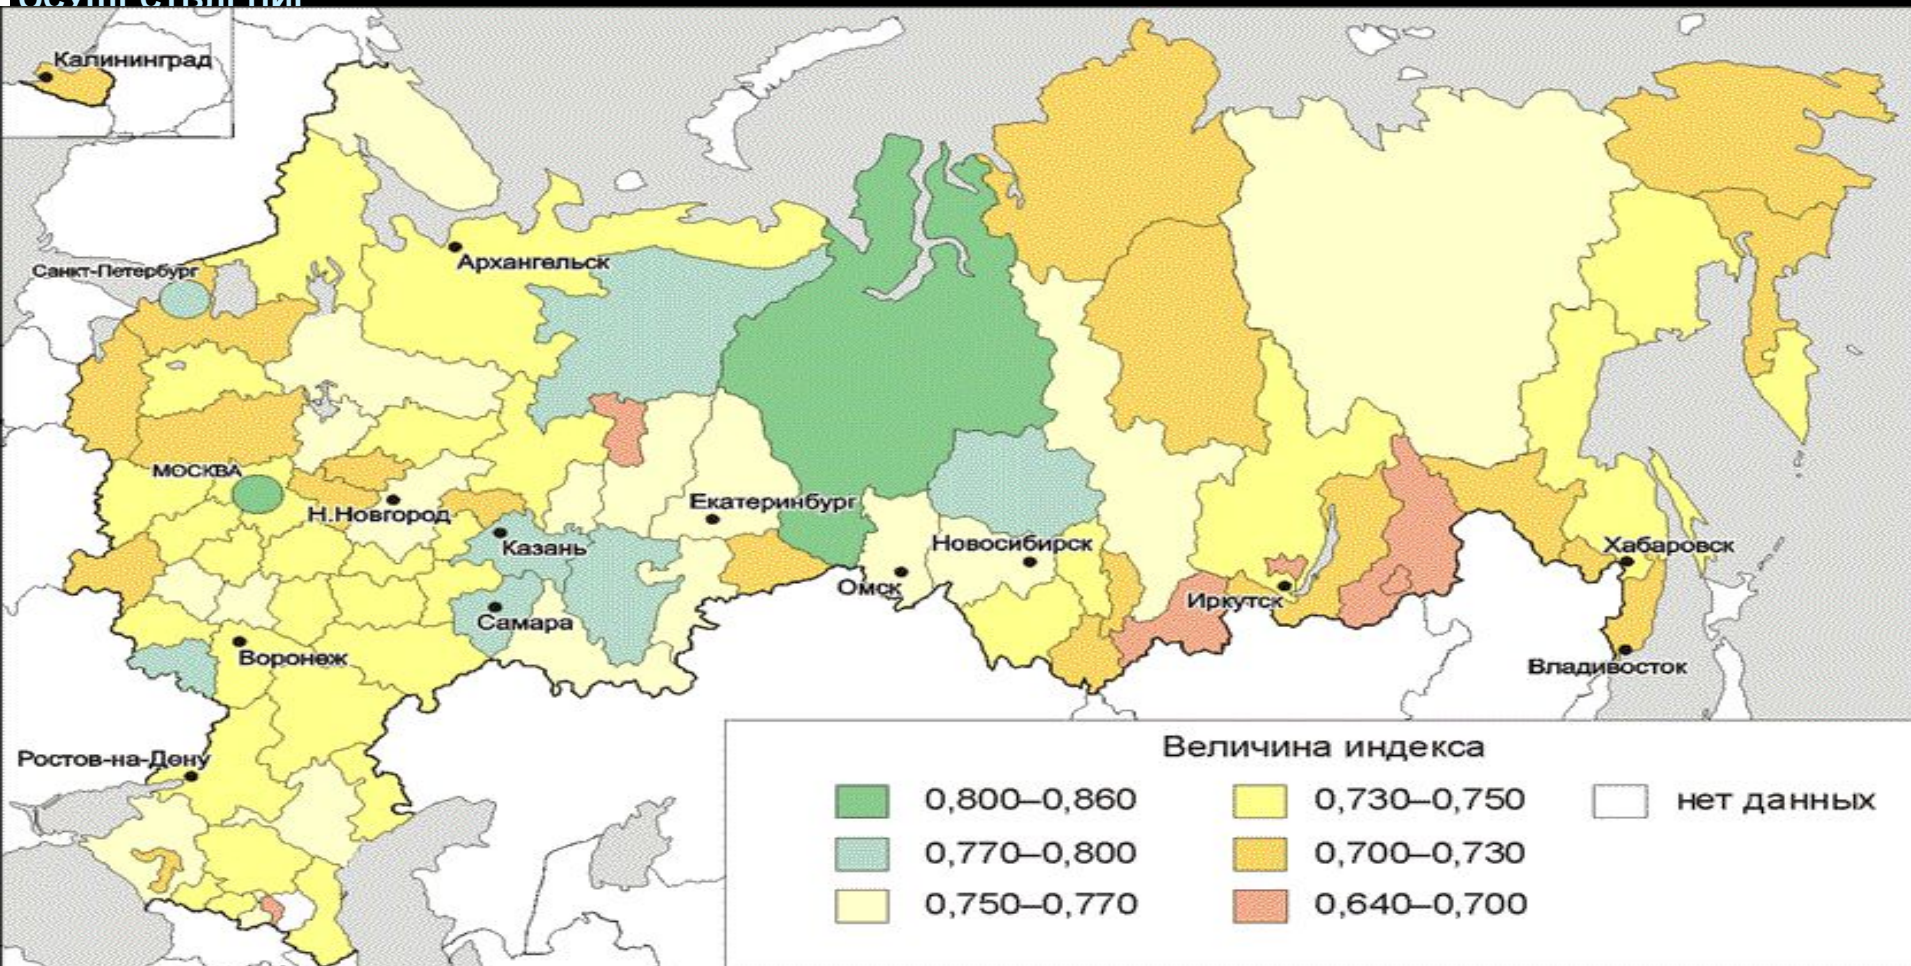 Калининград
Санкт-Петербург
Архангельск
МОСКВА
Н.Новгород
Казань
Екатеринбург
Самара
Воронеж
Ростов-на-Дону
Омск
Новосибирск
Иркутск
Хабаровск
Владивосток
Величина индекса
0,800–0,860
0,770–0,800
0,750–0,770
0,730–0,750
0,700–0,730
0,640–0,700
нет данных